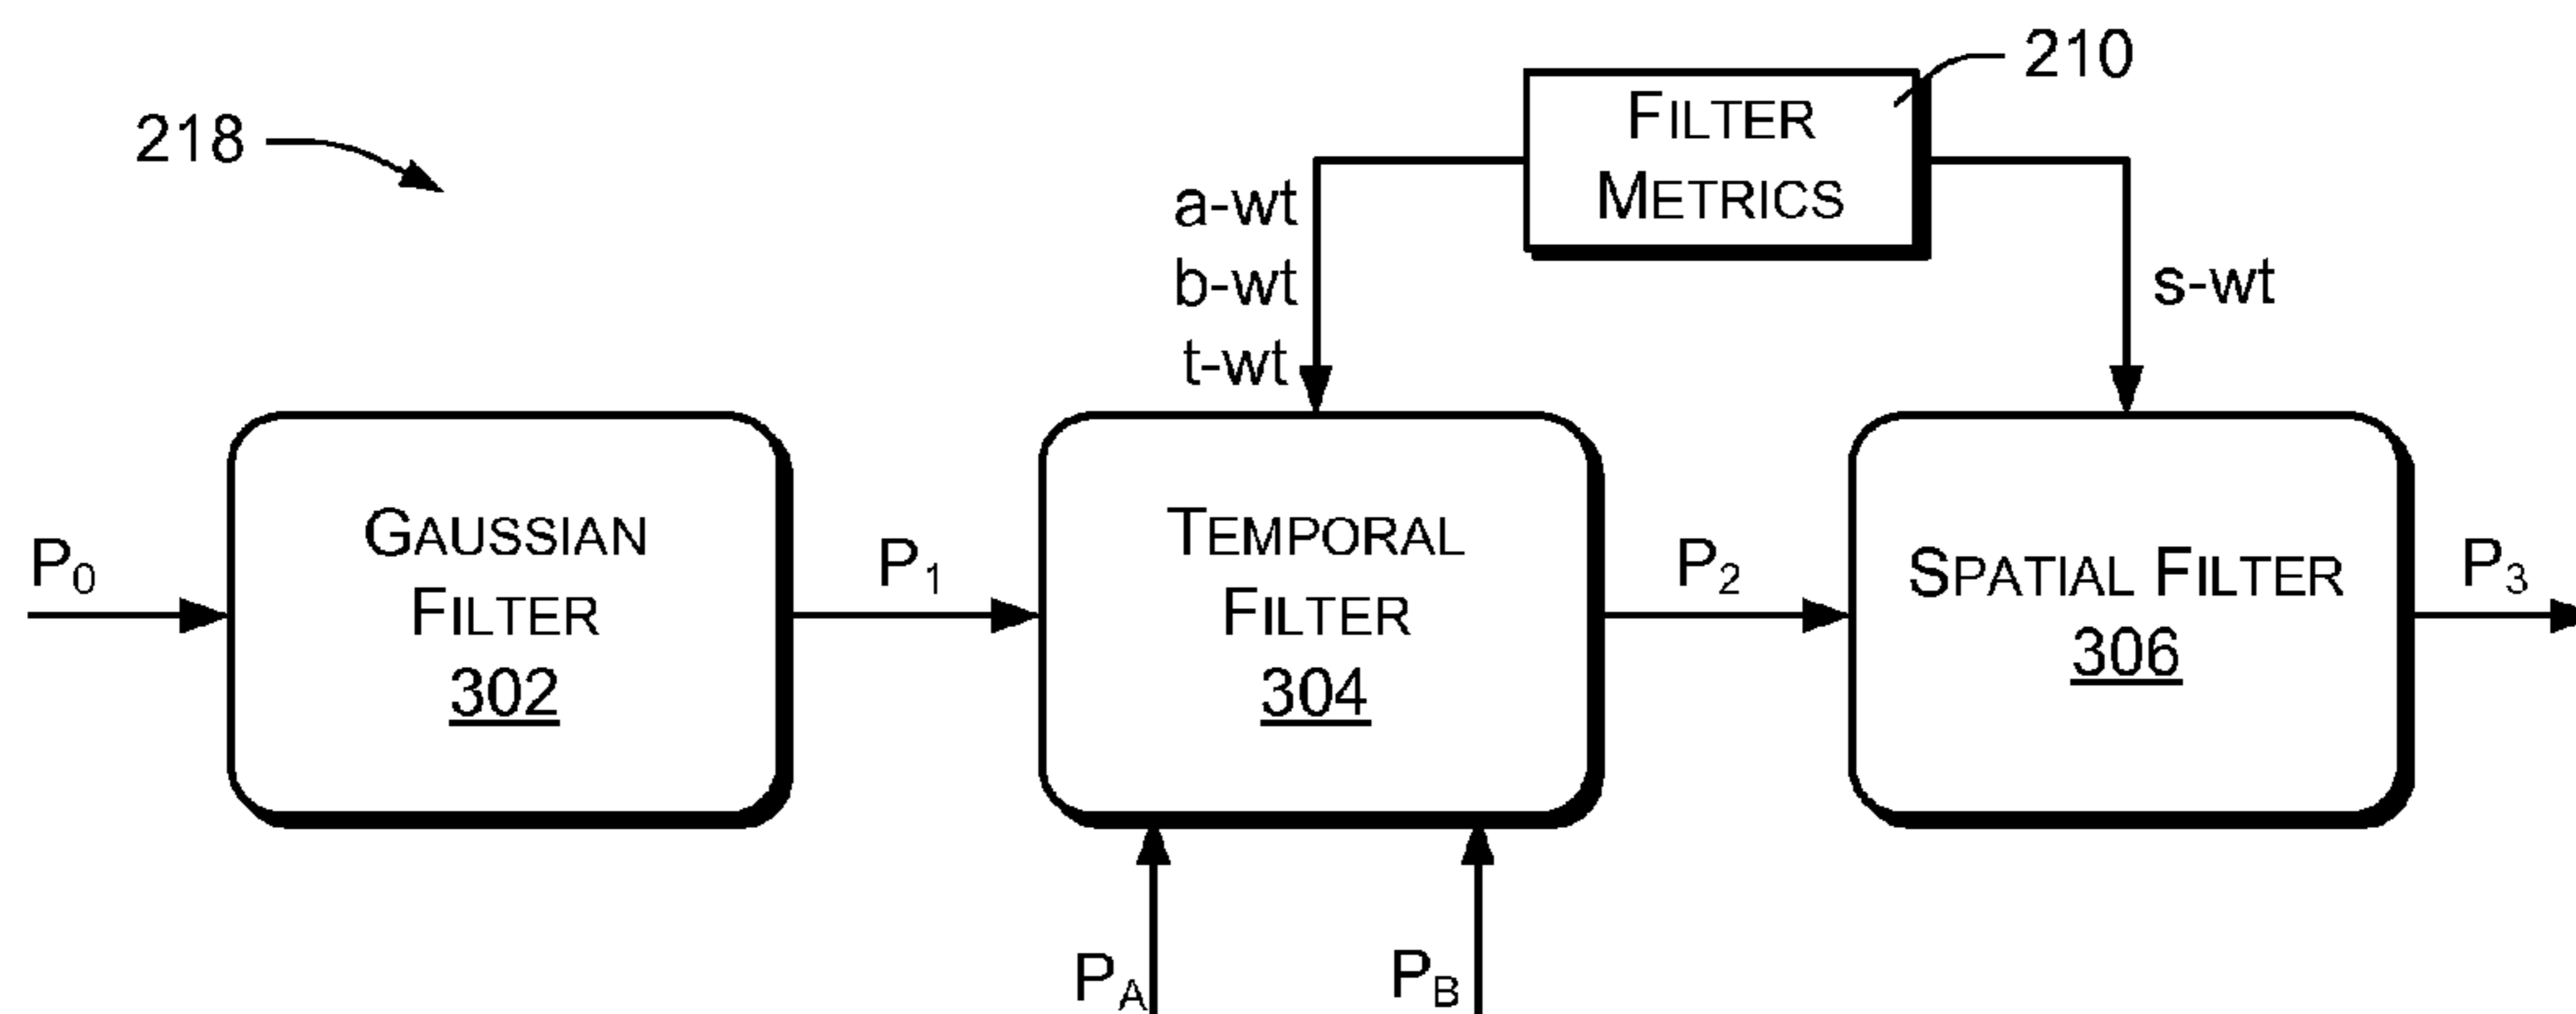 210
218
FILTER
METRICS
a-wt
b-wt
t-wt
s-wt
P0
GAUSSIAN
FILTER
302
P1
TEMPORAL
FILTER
304
P2
SPATIAL FILTER
306
P3
PA
PB